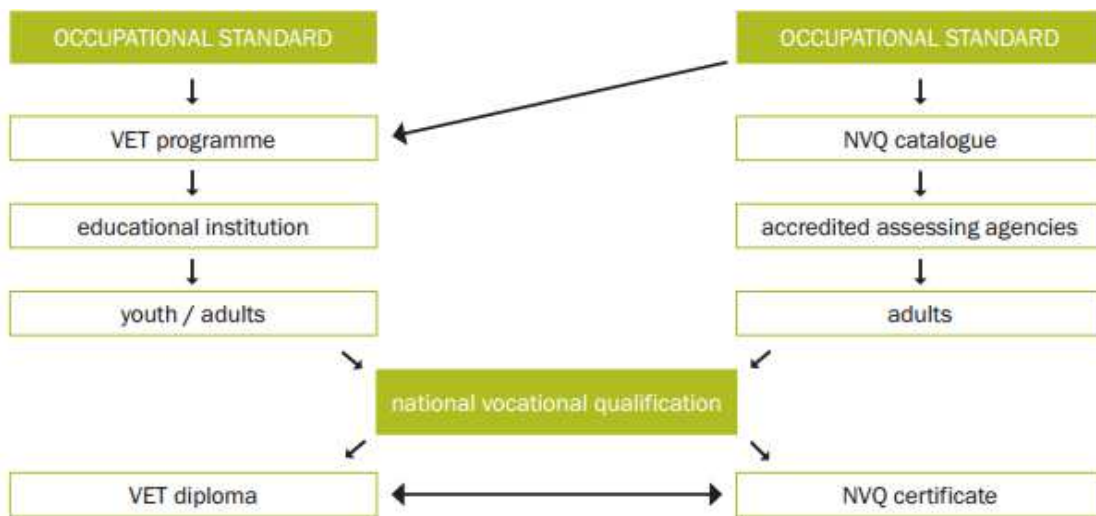 OCCUPATIONAL STANDARD
OCCUPATIONAL STANDARD
VET programme
NVQ catalogue
educational institution
accredited assessing agencies
youth / adults
adults
national vocational qualification
VET diploma
NVQ certificate